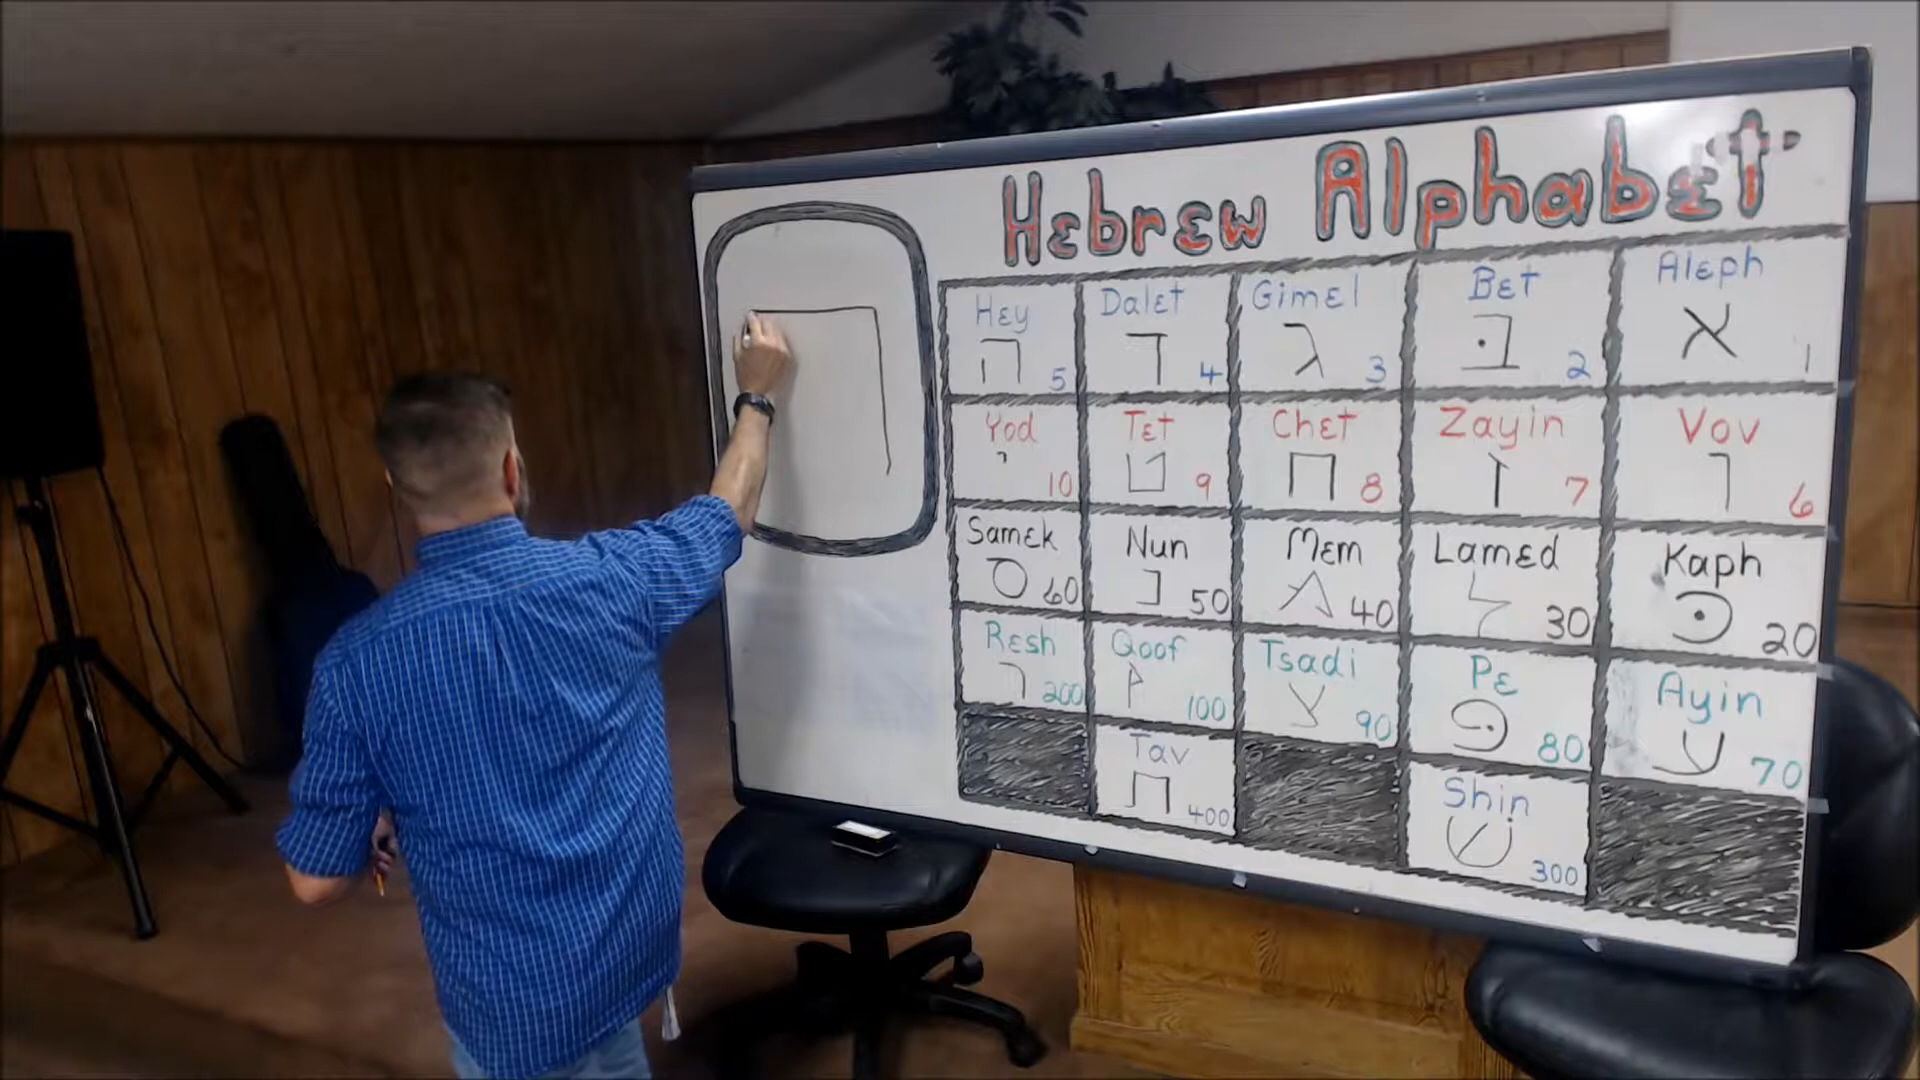 Hebrew Alphabet
Aleph
א 1
Bet
בּ 2
Gimel
ג 3
Dalet
ד 4
Hey
ה 5
Vov
ו 6
Zayin
ז 7
Chet
ח 8
Tet
ט 9
Yod
י 10
Kaph
כּ 20
Lamed
ל 30
Mem
מ 40
Nun
נ 50
Samek
ס 60
Ayin
ע 70
Pe
פּ 80
Tsadi
צ 90
Qoof
ק 100
Resh
ר 200
Shin
שׁ 300
Tav
ת 400